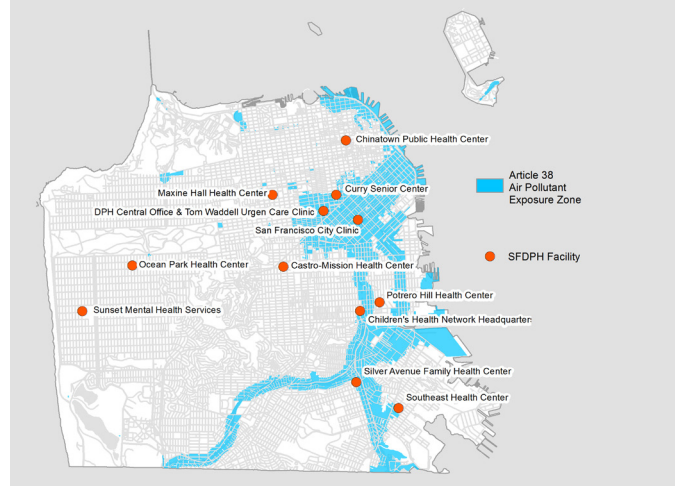 Chinatown Public Health Center
Article 38
Air Pollutant
Exposure Zone
Maxine Hall Health Center
Curry Senior Center
DPH Central Office & Tom Waddell Urgen Care Clinic
San Francisco City Clinic
SFDPH Facility
Ocean Park Health Center
Castro-Mission Health Center
Potrero Hill Health Center
Sunset Mental Health Services
Children's Health Network Headquarters
Silver Avenue Family Health Center
Southeast Health Center